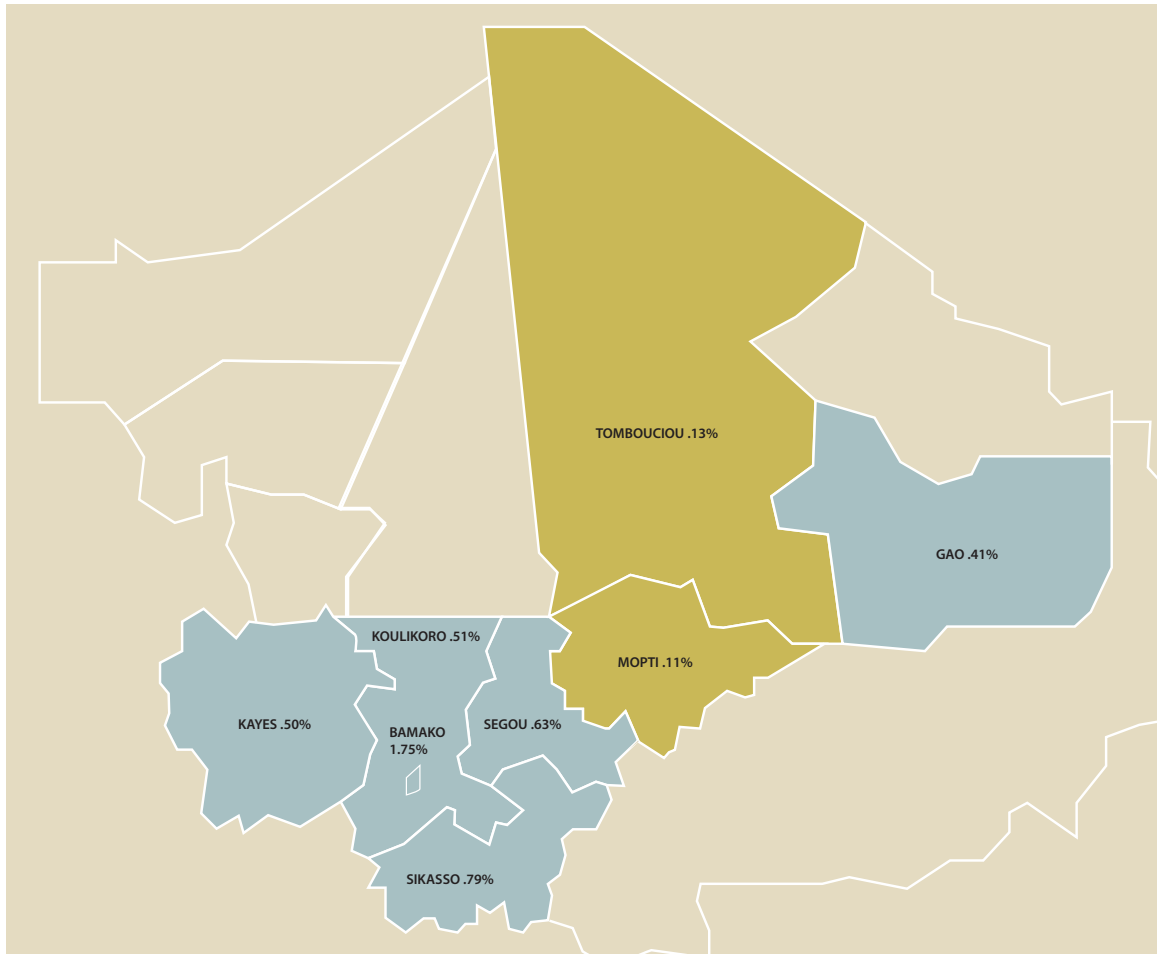 TOMBOUCIOU .13%
GAO .41%
KOULIKORO .51%
MOPTI .11%
KAYES .50%
SEGOU .63%
BAMAKO
1.75%
SIKASSO .79%